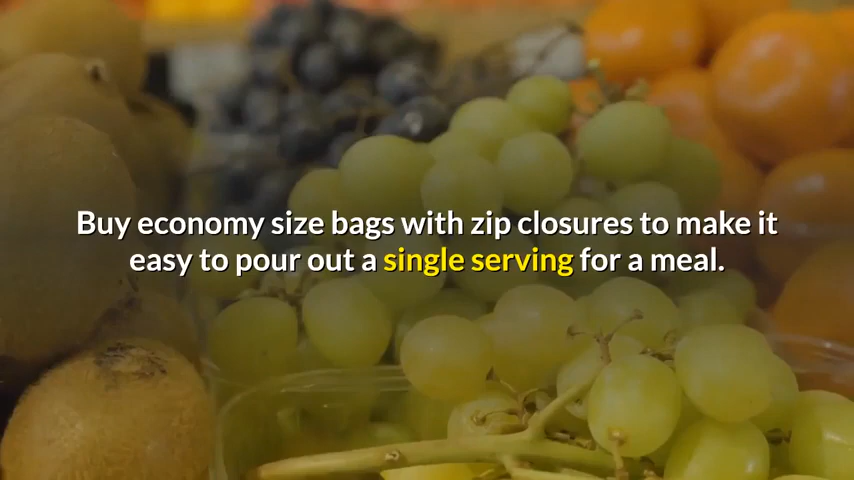 Buy economy size bags with zip closures to make it
easy to pour out a single serving for a meal.